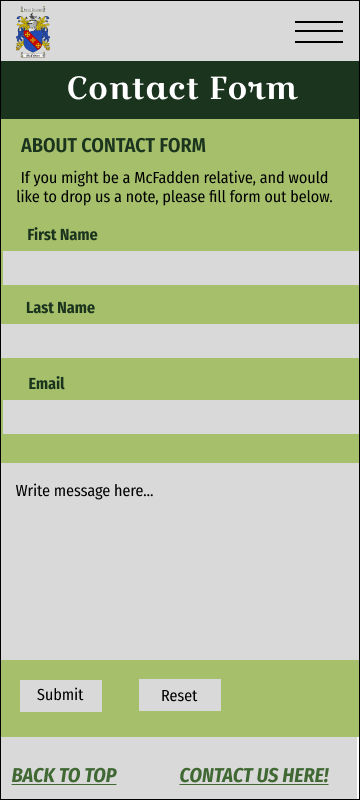 Contact Form
ABOUT CONTACT FORM
If you might be a McFadden relative, and would
like to drop us a note, please fill form out below.
First Name
Last Name
Email
Write message here...
Submit
Reset
BACK TO TOP
CONTACT US HERE!